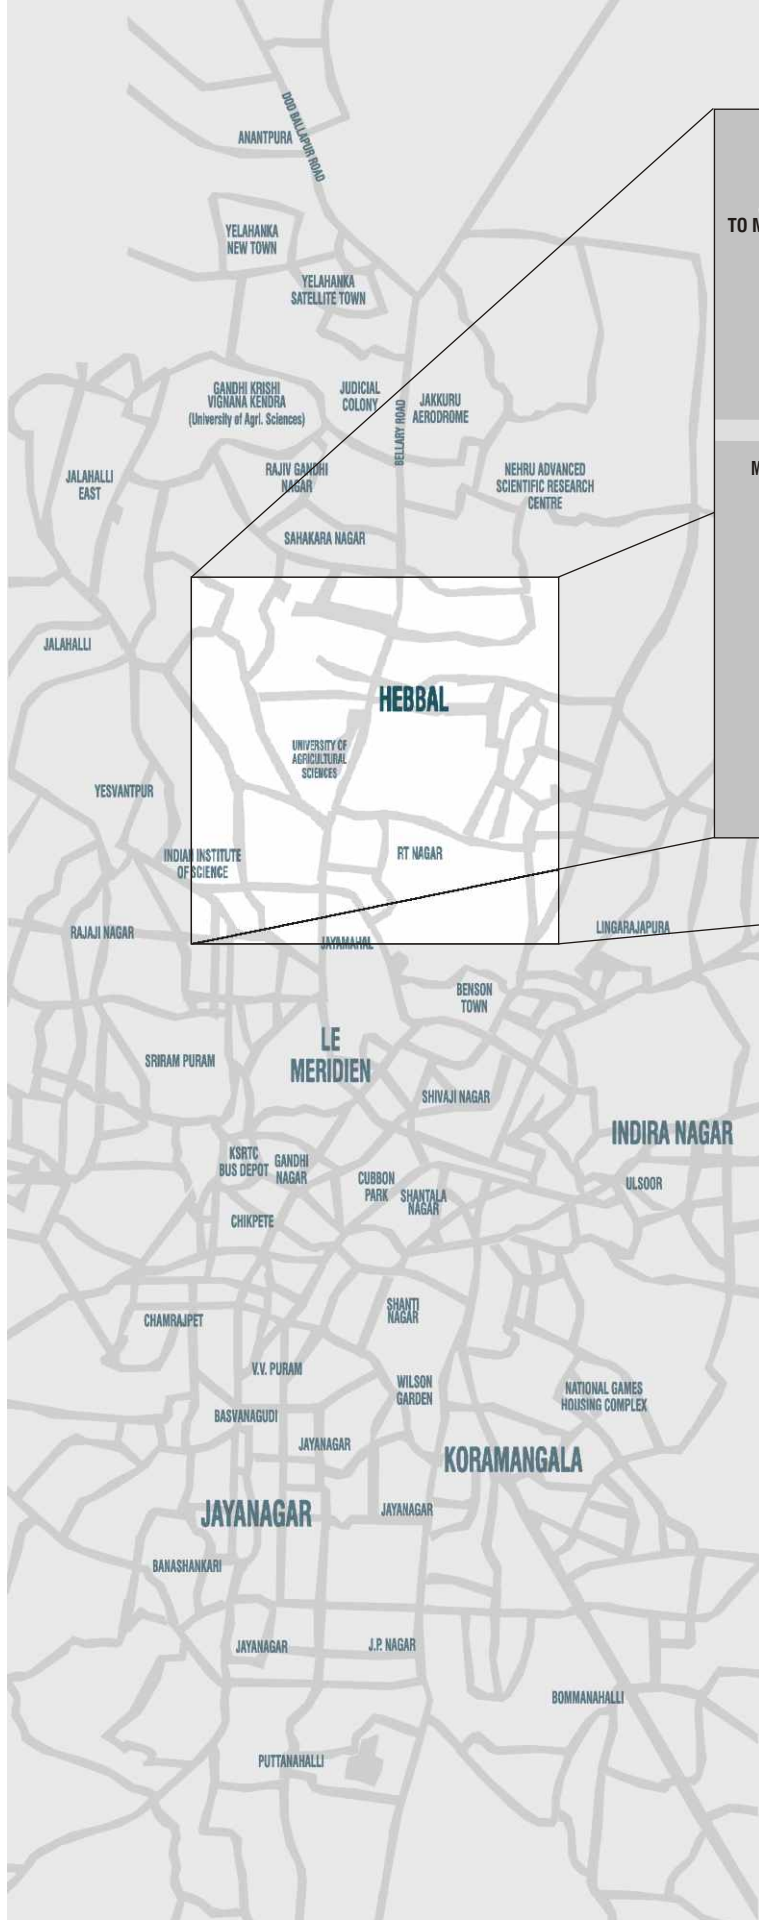 DOD BALLAPUR ROAD
ANANTPURA
TO M
YELAHANKA
NEW TOWN
YELAHANKA
SATELLITE TOWN
GANDHI KRISHI
VIGNANA KENDRA
(University of Agri. Sciences)
JUDICIAL
COLONY
BELLARY ROAD
JAKKURU
AERODROME
JALAHALLI
EAST
RAJIV GANDHI
NAGAR
NEHRU ADVANCED
SCIENTIFIC RESEARCH
CENTRE
M
SAHAKARA NAGAR
JALAHALLI
HEBBAL
UNIVERSITY OF
AGRICULTURAL
SCIENCES
YESVANTPUR
INDIAN INSTITUTE
OF SCIENCE
RT NAGAR
RAJAJI NAGAR
JAYAMAHAL
LINGARAJAPURA
BENSON
TOWN
LE
MERIDIEN
SRIRAM PURAM
SHIVAJI NAGAR
INDIRA NAGAR
KSRTC
BUS DEPOT
GANDHI
NAGAR
CUBBON
PARK
SHANTALA
NAGAR
ULSOOR
CHIKPETE
CHAMRAJPET
SHANTI
NAGAR
V.V. PURAM
WILSON
GARDEN
NATIONAL GAMES
HOUSING COMPLEX
BASVANAGUDI
JAYANAGAR
KORAMANGALA
JAYANAGAR
JAYANAGAR
BANASHANKARI
JAYANAGAR
J.P. NAGAR
BOMMANAHALLI
PUTTANAHALLI